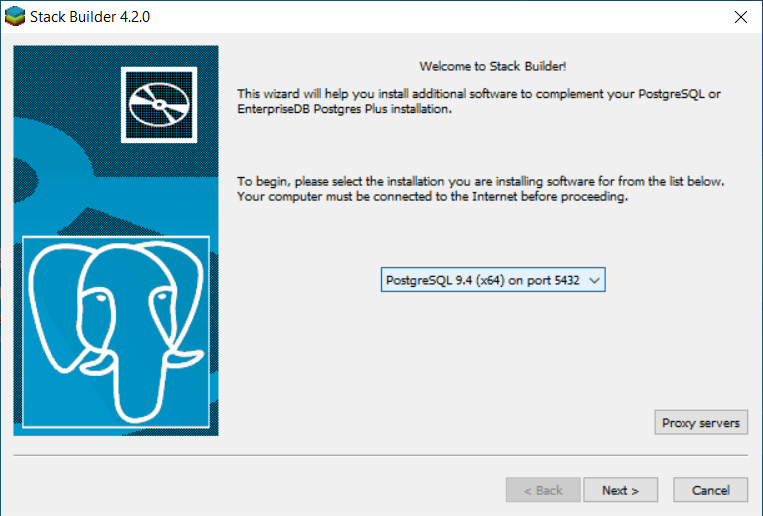 Stack Builder 4.2.0
Welcome to Stack Builder!
This wizard will help you install additional software to complement your PostgreSQL or
EnterpriseDB Postgres Plus installation.
To begin, please select the installation you are installing software for from the list below.
Your computer must be connected to the Internet before proceeding.
PostgreSQL 9.4 (x64) on port 5432
Proxy servers
< Back
Next >
Cancel